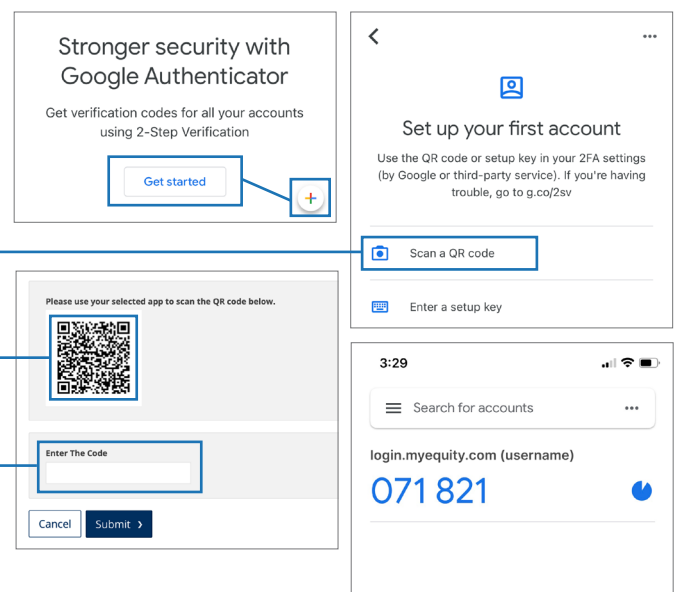 Stronger security with
Google Authenticator
Get verification codes for all your accounts
using 2-Step Verification
Get started
Set up your first account
Use the QR code or setup key in your 2FA settings
(by Google or third-party service). If you're having
trouble, go to g.co/2sv
Scan a QR code
Enter a setup key
Please use your selected app to scan the QR code below.
Enter The Code
Cancel
Submit
3:29
Search for accounts
login.myequity.com (username)
071 821